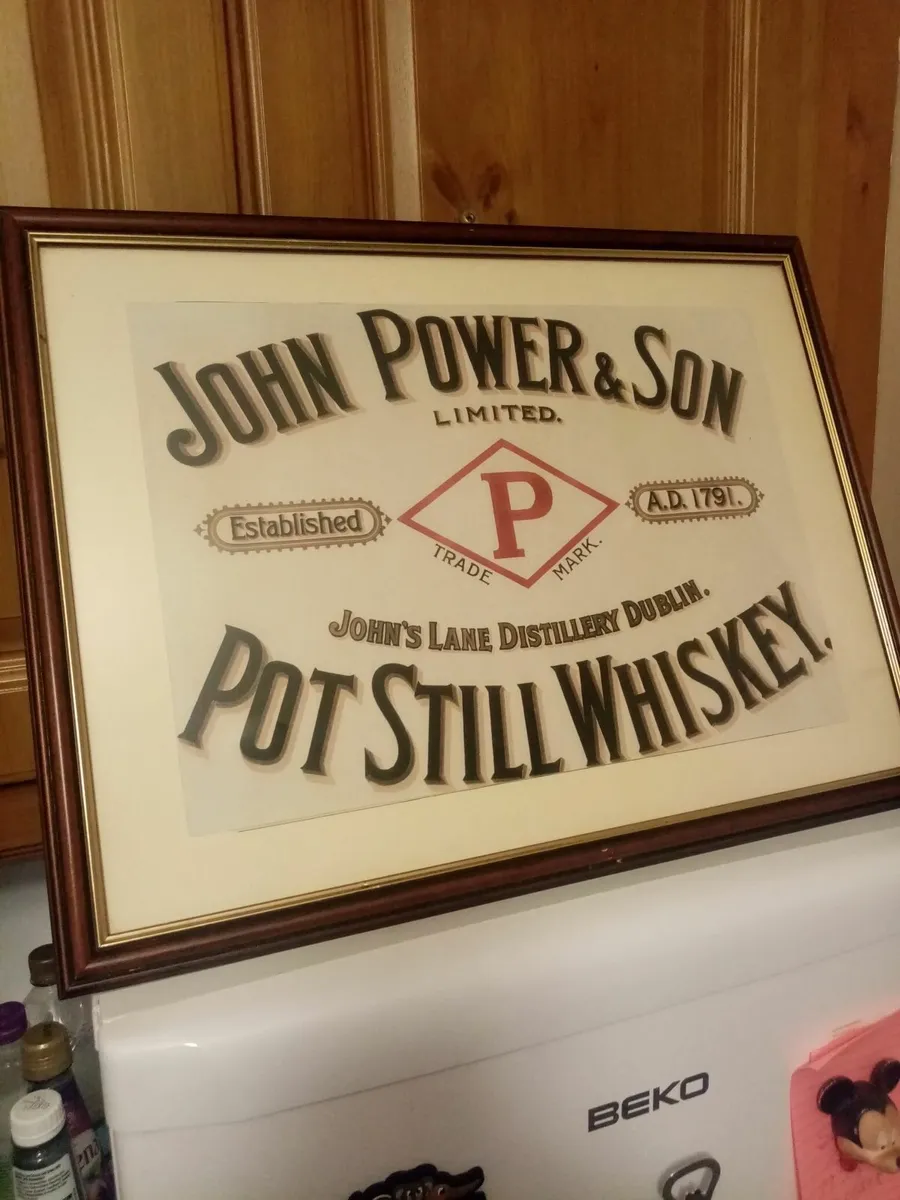 JOHN POWER & SON
LIMITED.
Established
P
A.D. 1791.
TRADE MARK.
JOHN'S LANE DISTILLERY DUBLIN.
POT STILL WHISKEY.
BEKO